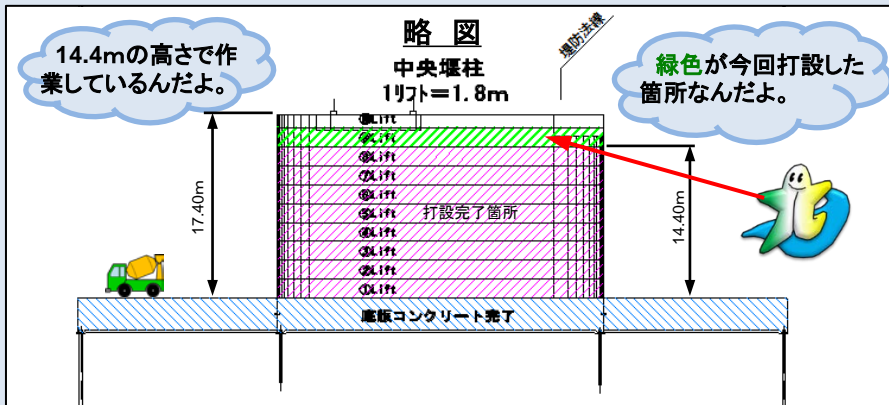 略 図
中央堰柱
1リフト=1.8m
堤防法線
14.4mの高さで作
業しているんだよ。
緑色が今回打設した
箇所なんだよ。
⑩Lift
⑨Lift
⑧Lift
⑦Lift
⑥Lift
⑤Lift
打設完了箇所
④Lift
③Lift
②Lift
①Lift
17.40m
14.40m
底版コンクリート完了